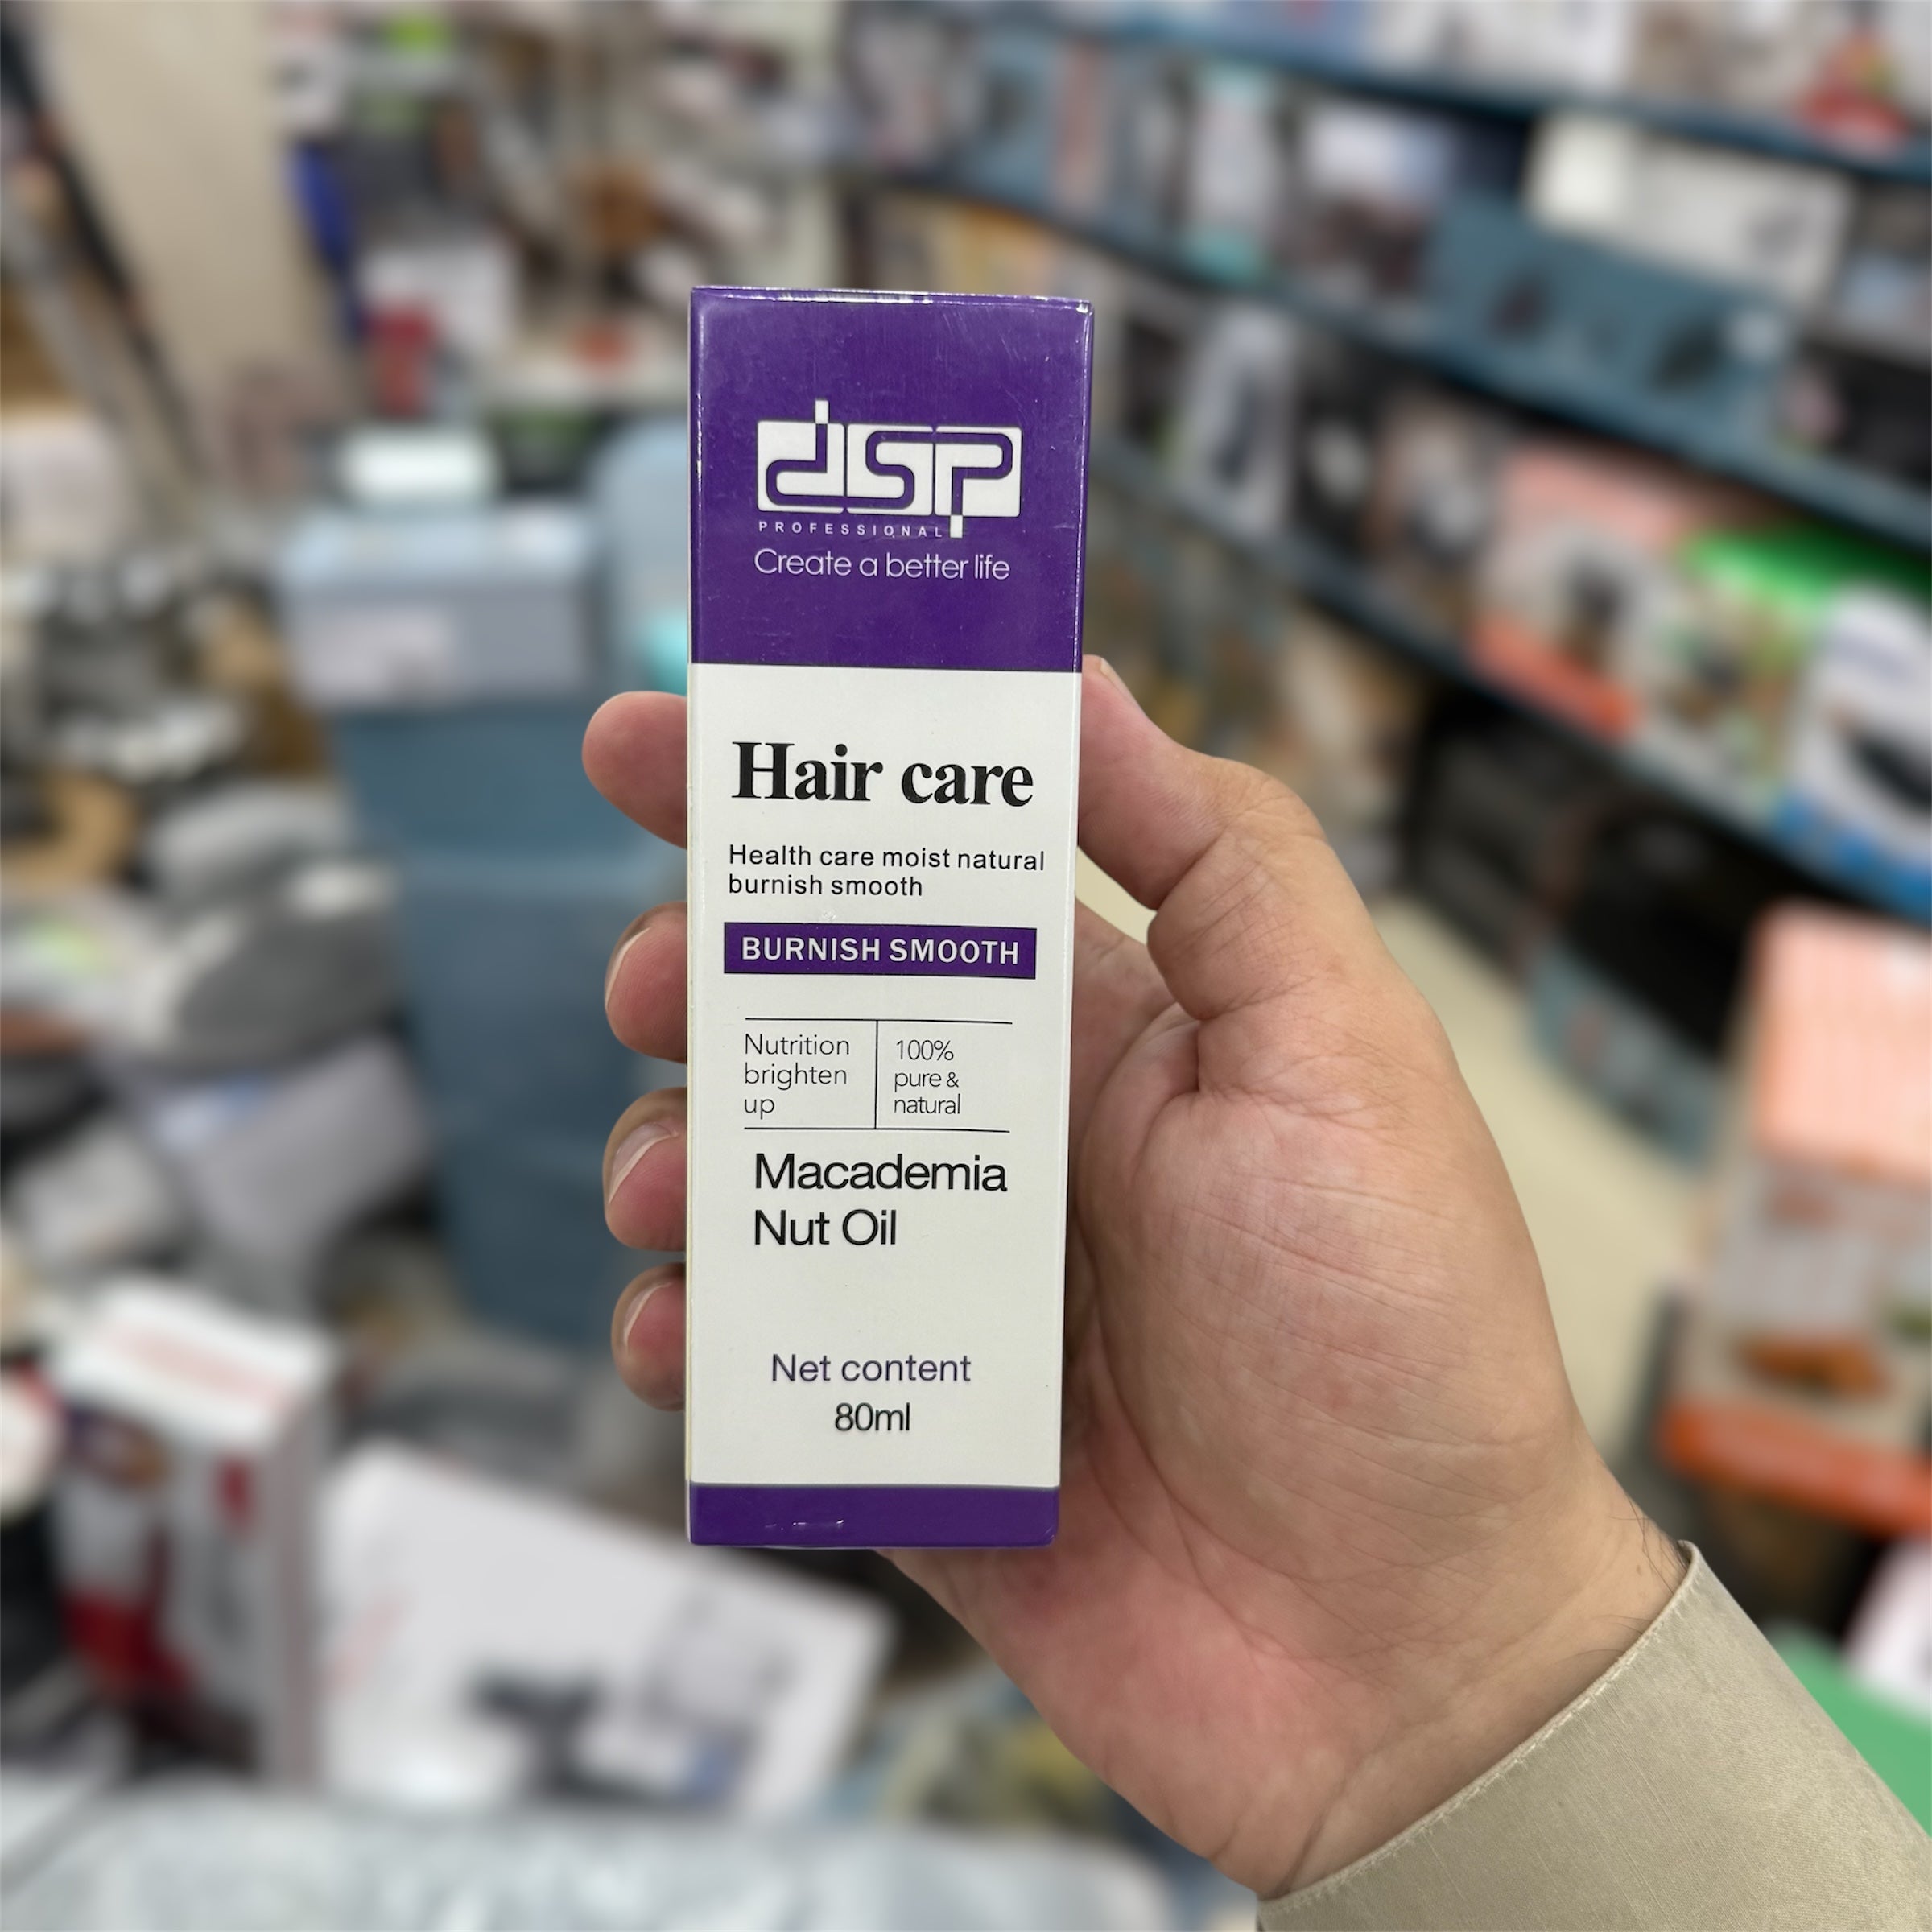 dsp
PROFESSIONAL
Create a better life
Hair care
Health care moist natural
burnish smooth
BURNISH SMOOTH
Nutrition
brighten
up
100%
pure &
natural
Macademia
Nut Oil
Net content
80ml